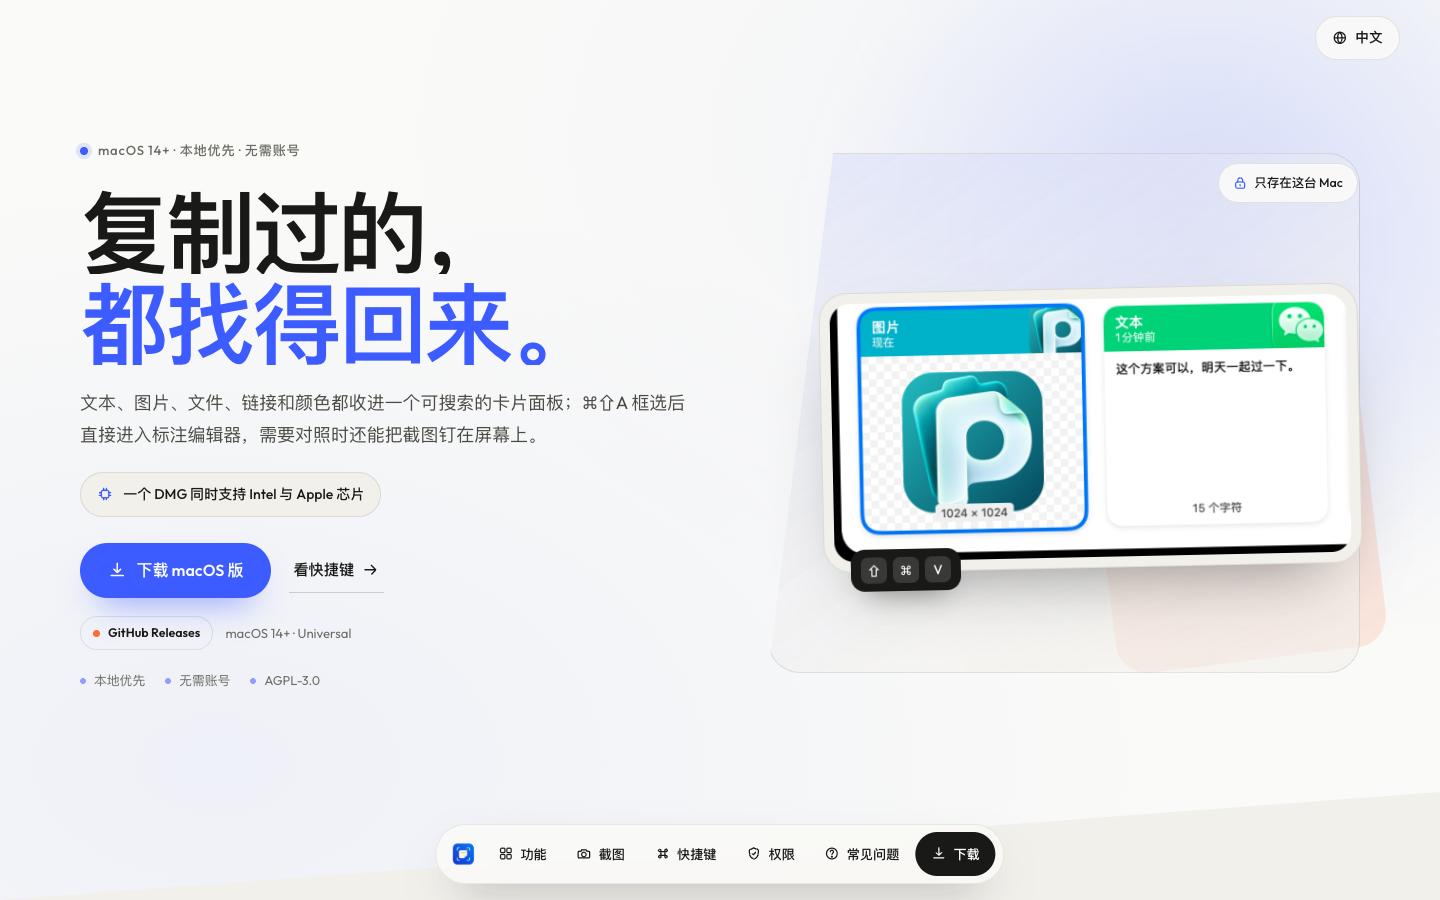 中文
macOS 14+ · 本地优先 · 无需账号
复制过的，
都找得回来。
文本、图片、文件、链接和颜色都收进一个可搜索的卡片面板；⌘⇧A 框选后
直接进入标注编辑器，需要对照时还能把截图钉在屏幕上。
一个 DMG 同时支持 Intel 与 Apple 芯片
下载 macOS 版
看快捷键 →
GitHub Releases
macOS 14+ · Universal
本地优先
无需账号
AGPL-3.0
只存在这台 Mac
图片
现在
1024 × 1024
文本
1分钟前
这个方案可以，明天一起过一下。
15 个字符
⇧ ⌘ V
功能
截图
快捷键
权限
常见问题
下载